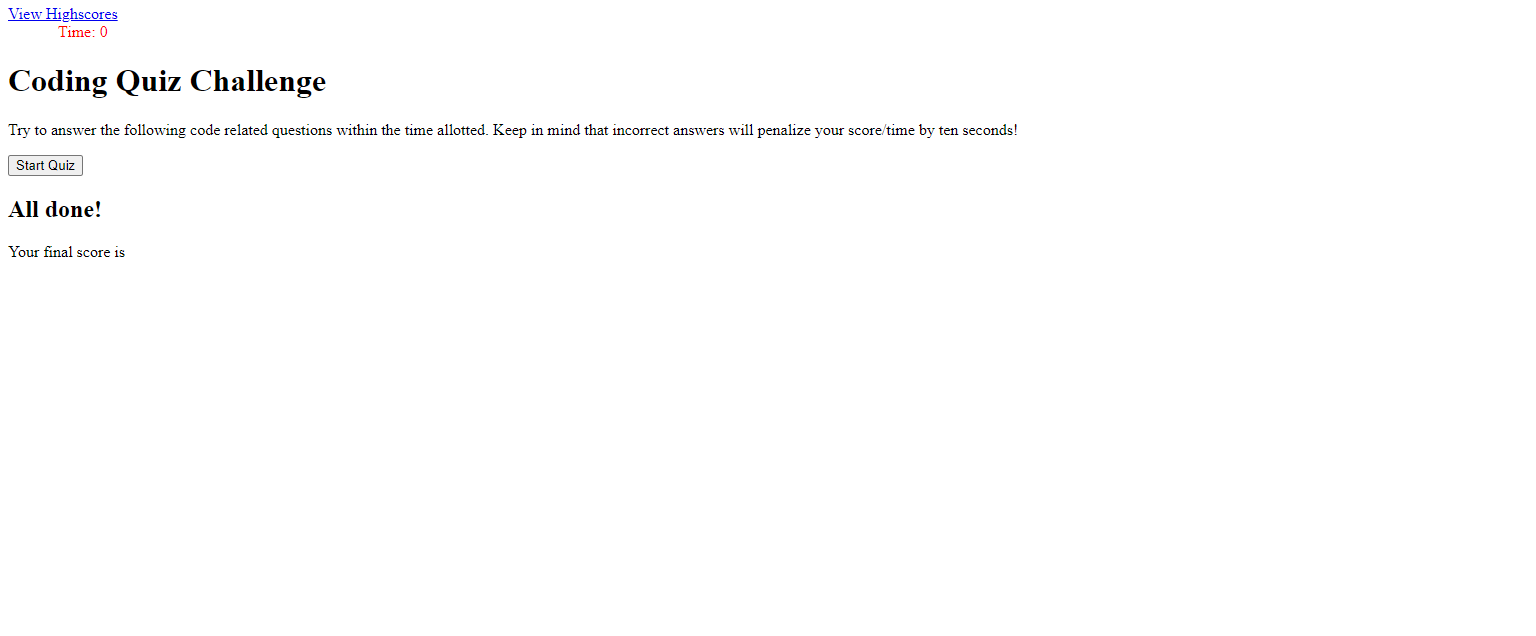 View Highscores
Time: 0
Coding Quiz Challenge
Try to answer the following code related questions within the time allotted. Keep in mind that incorrect answers will penalize your score/time by ten seconds!
Start Quiz
All done!
Your final score is